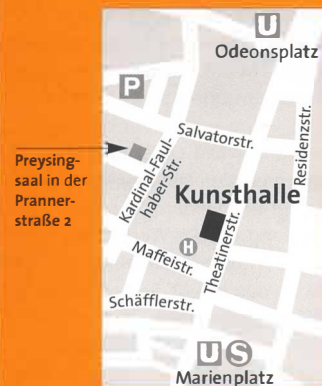 U
Odeonsplatz
P
Salvatorstr.
Residenzstr.
Preysing-
saal in der
Pranner-
straße 2
Kardinal-Faul-
haber-Str.
Kunsthalle
H
Theatinerstr.
Maffeistr.
Schäfflerstr.
U S
Marienplatz